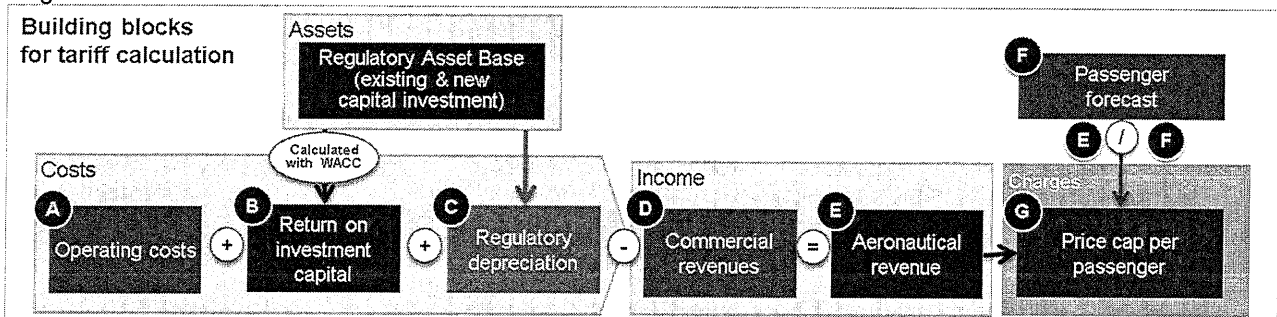 Building blocks
for tariff calculation
Assets
Regulatory Asset Base
(existing & new
capital investment)
F
Passenger
forecast
Calculated
with WACC
E / F
Costs
Income
Charges
A
Operating costs
+
B
Return on
investment
capital
+
C
Regulatory
depreciation
-
D
Commercial
revenues
=
E
Aeronautical
revenue
G
Price cap per
passenger